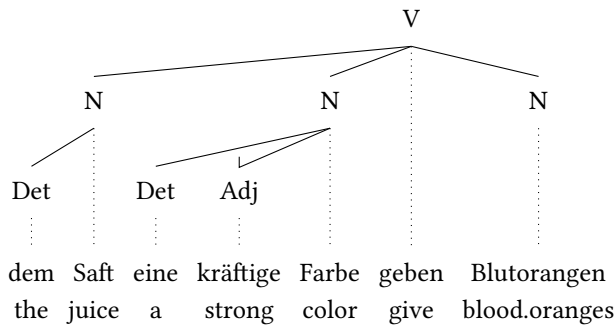 V
N N N
Det Det Adj
dem Saft eine kräftige Farbe geben Blutorangen
the juice a strong color give blood.oranges